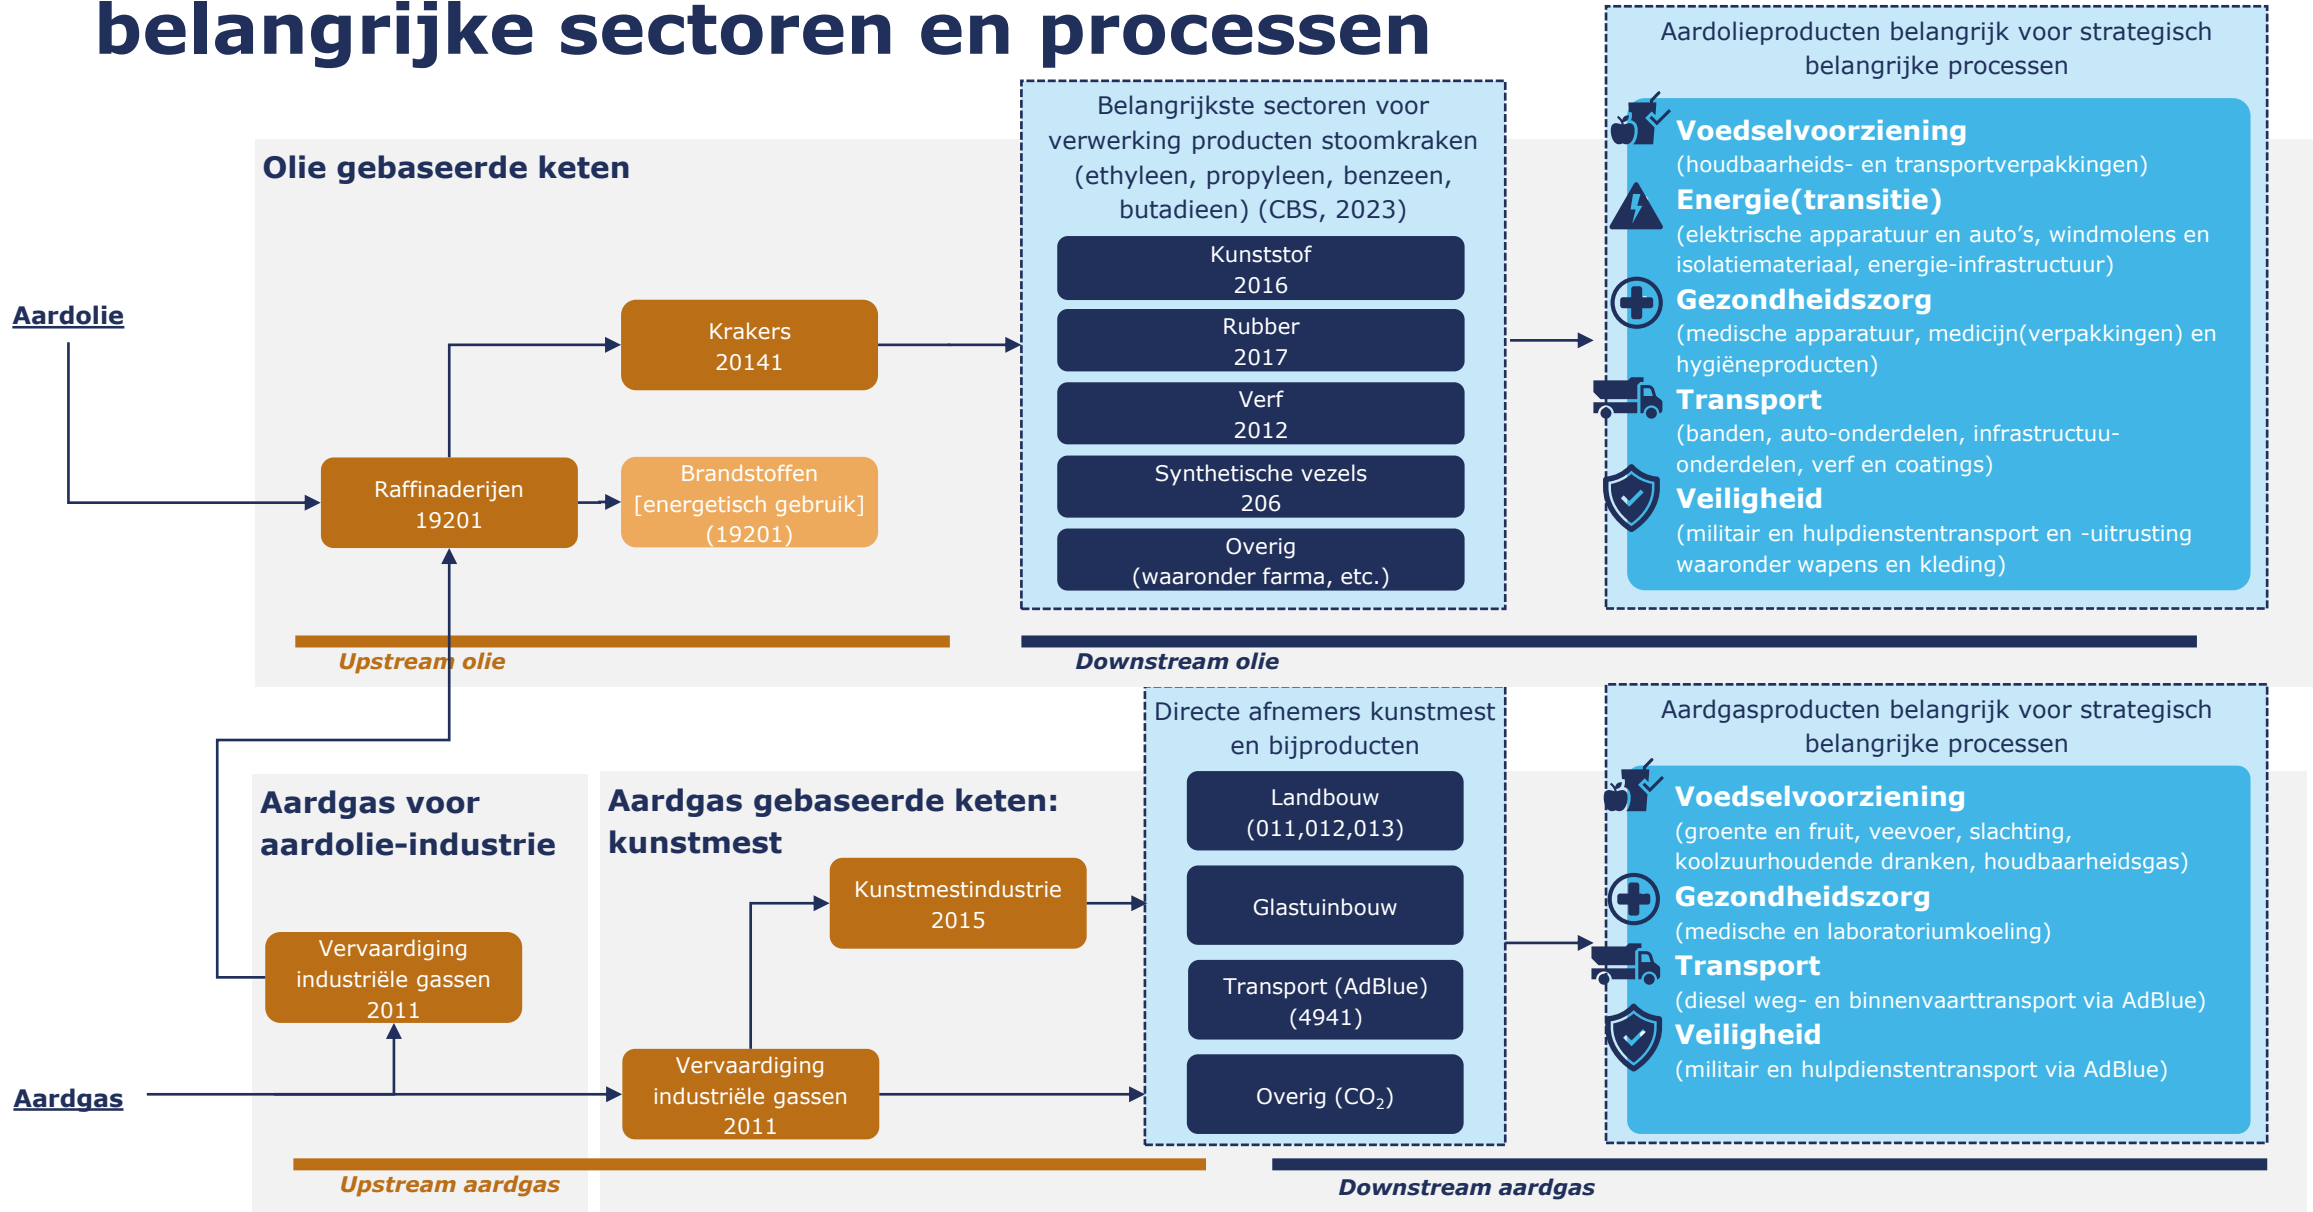 belangrijke sectoren en processen
Olie gebaseerde keten
Aardolie
Krakers
20141
Raffinaderijen
19201
Brandstoffen
[energetisch gebruik]
(19201)
Upstream olie
Belangrijkste sectoren voor
verwerking producten stoomkraken
(ethyleen, propyleen, benzeen,
butadieen) (CBS, 2023)
Kunststof
2016
Rubber
2017
Verf
2012
Synthetische vezels
206
Overig
(waaronder farma, etc.)
Downstream olie
Aardolieproducten belangrijk voor strategisch
belangrijke processen
Voedselvoorziening
(houdbaarheids- en transportverpakkingen)
Energie(transitie)
(elektrische apparatuur en auto’s, windmolens en
isolatiemateriaal, energie-infrastructuur)
Gezondheidszorg
(medische apparatuur, medicijn(verpakkingen) en
hygiëneproducten)
Transport
(banden, auto-onderdelen, infrastructuu-
onderdelen, verf en coatings)
Veiligheid
(militair en hulpdienstentransport en -uitrusting
waaronder wapens en kleding)
Aardgas voor
aardolie-industrie
Vervaardiging
industriële gassen
2011
Aardgas
Aardgas gebaseerde keten:
kunstmest
Kunstmestindustrie
2015
Vervaardiging
industriële gassen
2011
Upstream aardgas
Directe afnemers kunstmest
en bijproducten
Landbouw
(011,012,013)
Glastuinbouw
Transport (AdBlue)
(4941)
Overig (CO₂)
Downstream aardgas
Aardgasproducten belangrijk voor strategisch
belangrijke processen
Voedselvoorziening
(groente en fruit, veevoer, slachting,
koolzuurhoudende dranken, houdbaarheidsgas)
Gezondheidszorg
(medische en laboratoriumkoeling)
Transport
(diesel weg- en binnenvaarttransport via AdBlue)
Veiligheid
(militair en hulpdienstentransport via AdBlue)